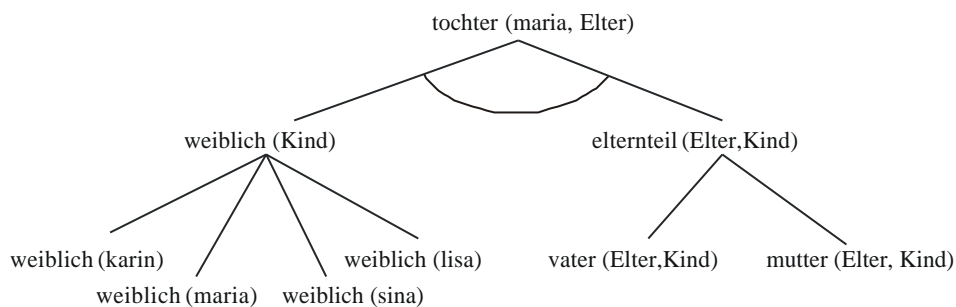 tochter (maria, Elter)
weiblich (Kind)
elternteil (Elter,Kind)
weiblich (karin)
weiblich (maria)
weiblich (sina)
weiblich (lisa)
vater (Elter,Kind)
mutter (Elter, Kind)